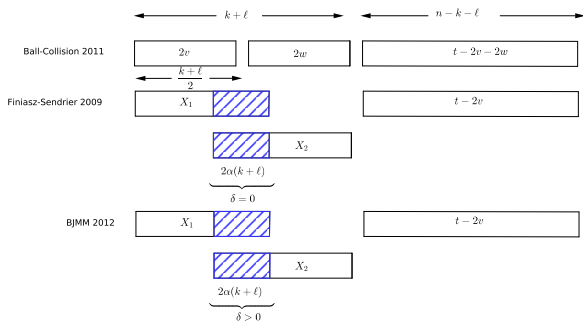 k + ℓ    n − k − ℓ
Ball-Collision 2011    2v    2w    t − 2v − 2w
(k + ℓ)/2
Finiasz-Sendrier 2009    X₁    t − 2v
X₂
2α(k + ℓ)
δ = 0
BJMM 2012    X₁    t − 2v
X₂
2α(k + ℓ)
δ > 0